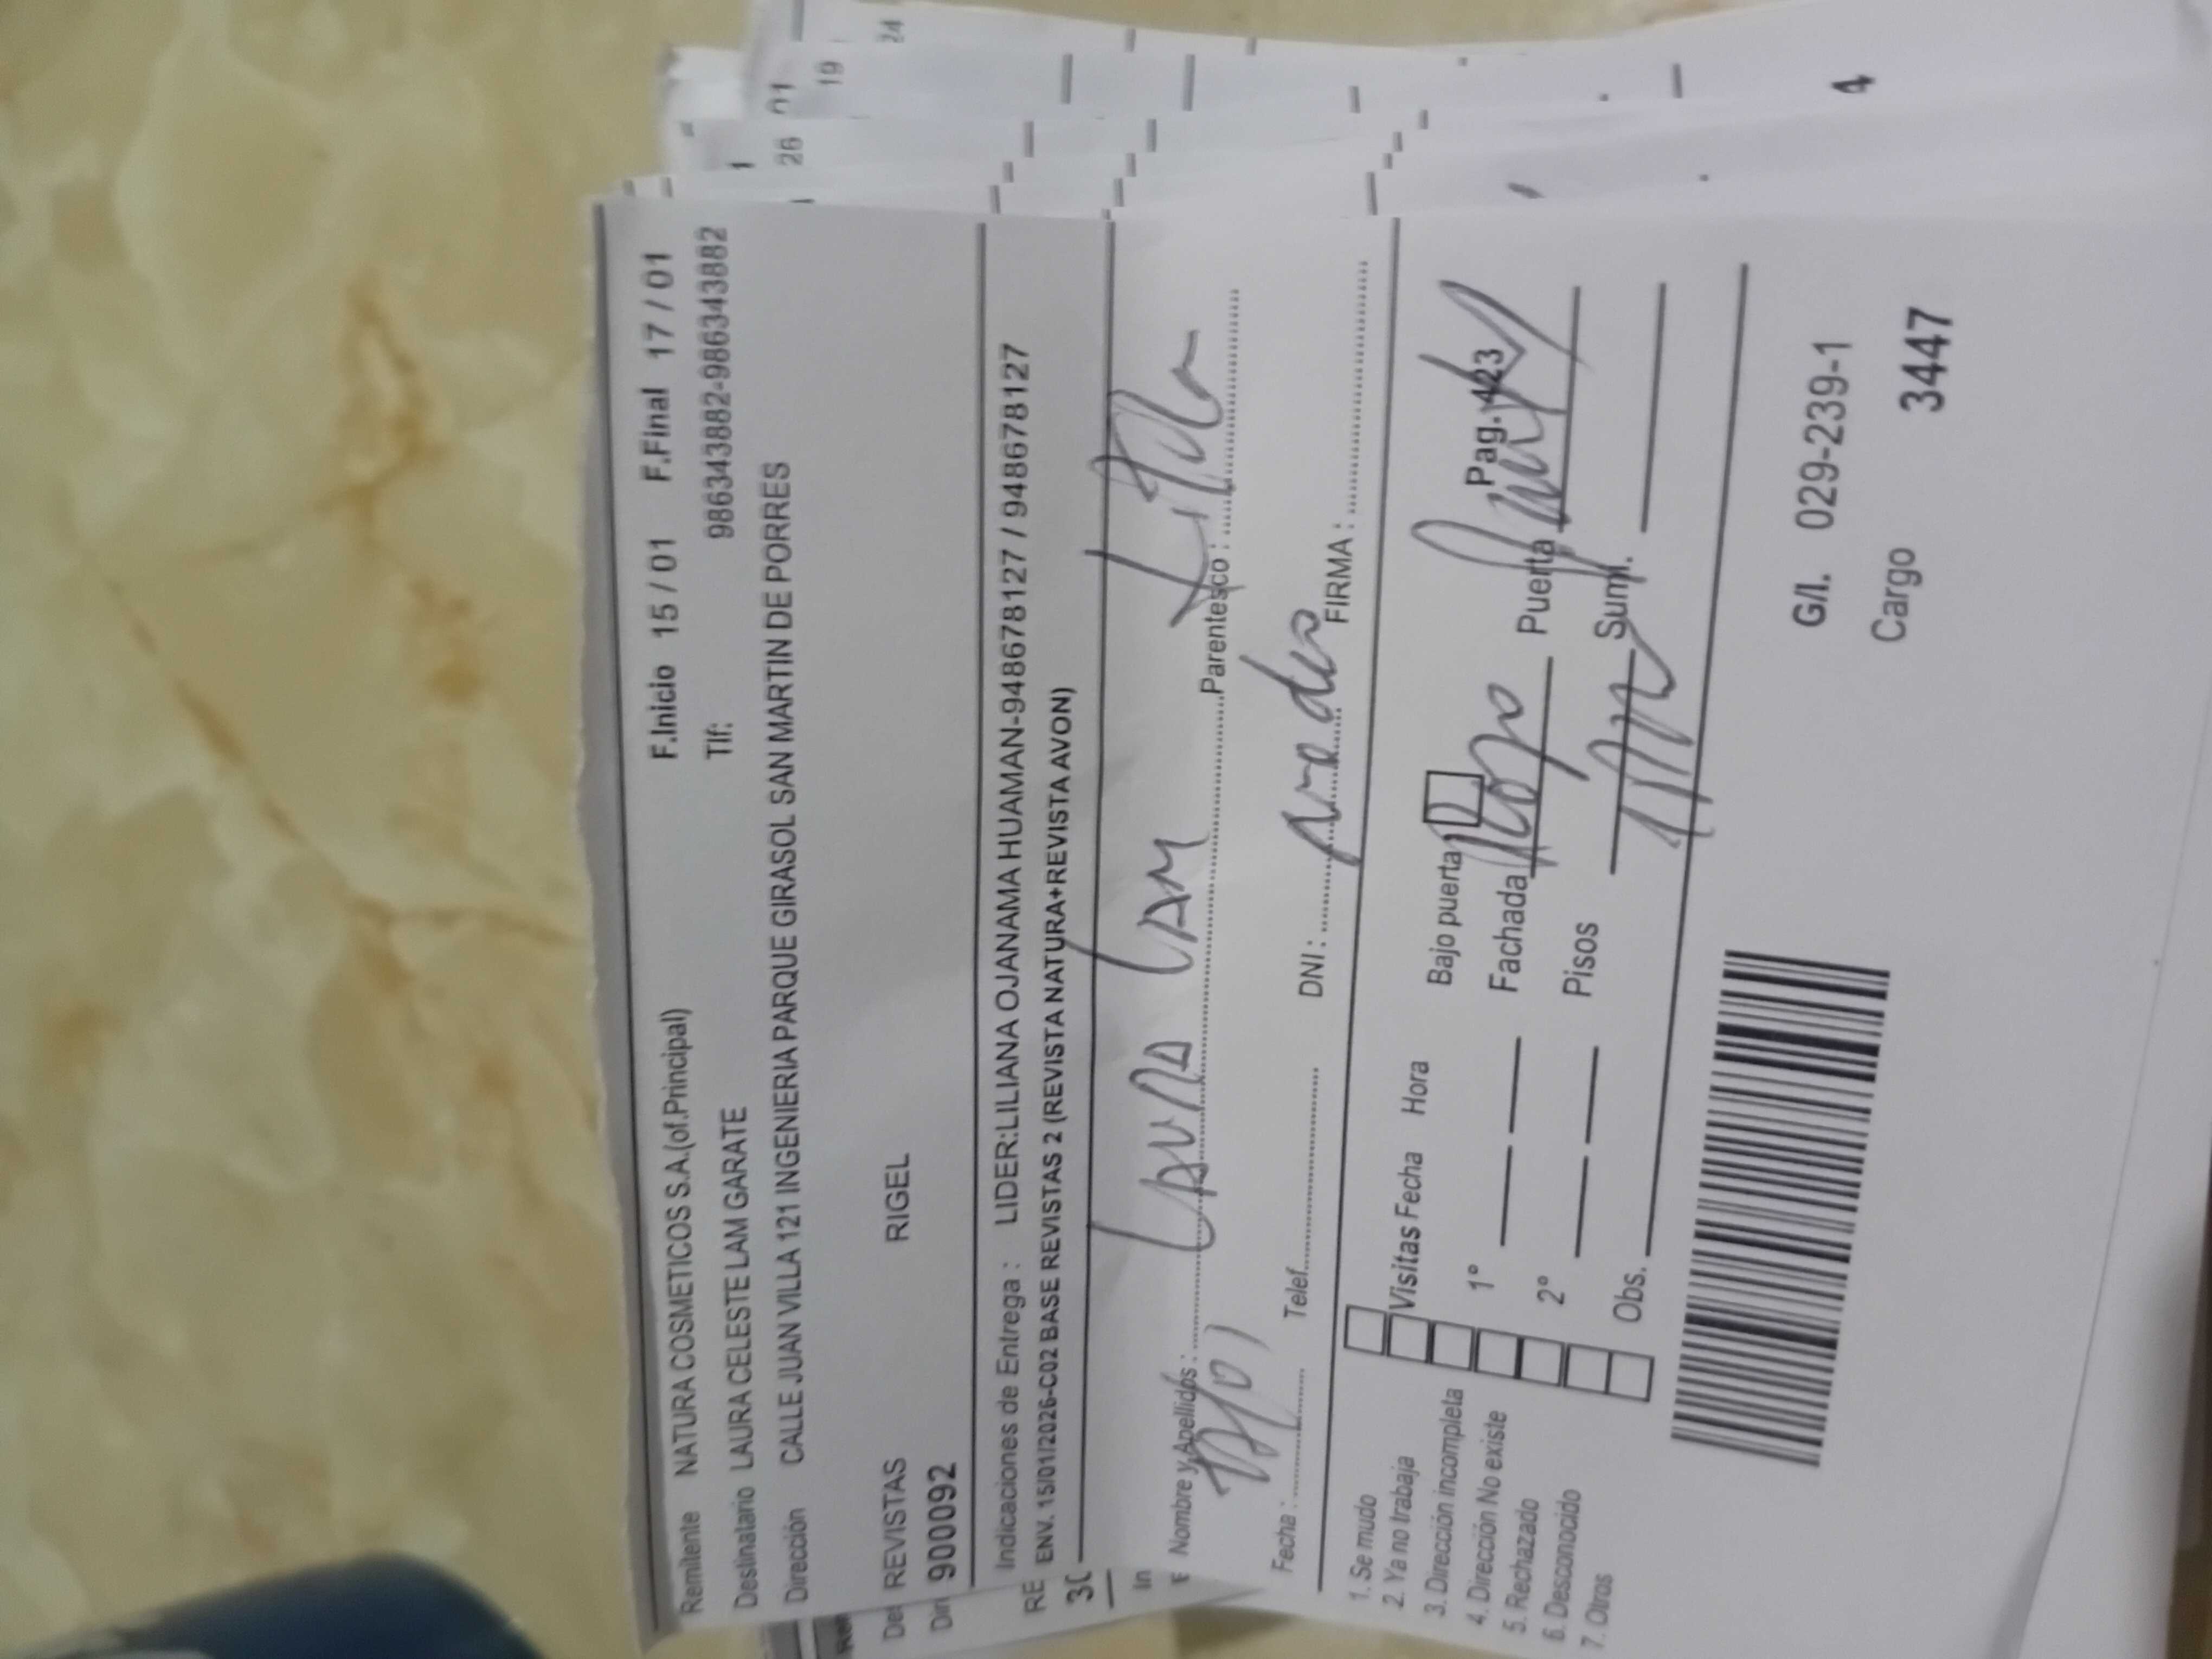 Remitente NATURA COSMETICOS S.A.(of.Principal) F.Inicio 15 / 01 F.Final 17 / 01
Destinatario LAURA CELESTE LAM GARATE Tlf: 986343882-986343882
Dirección CALLE JUAN VILLA 121 INGENIERIA PARQUE GIRASOL SAN MARTIN DE PORRES
REVISTAS RIGEL
900092
Indicaciones de Entrega : LIDER:LILIANA OJANAMA HUAMAN-948678127 / 948678127
ENV. 15/01/2026-C02 BASE REVISTAS 2 (REVISTA NATURA+REVISTA AVON)
Nombre y Apellidos : LAURA LAM Parentesco :
Fecha : Telef. DNI : FIRMA :
1. Se mudo
2. Ya no trabaja
3. Dirección incompleta
4. Dirección No existe
5. Rechazado
6. Desconocido
7. Otros
Visitas Fecha Hora Bajo puerta
1° Fachada Puerta Pag. 423
2° Pisos Sumi.
Obs.
G/I. 029-239-1
Cargo 3447